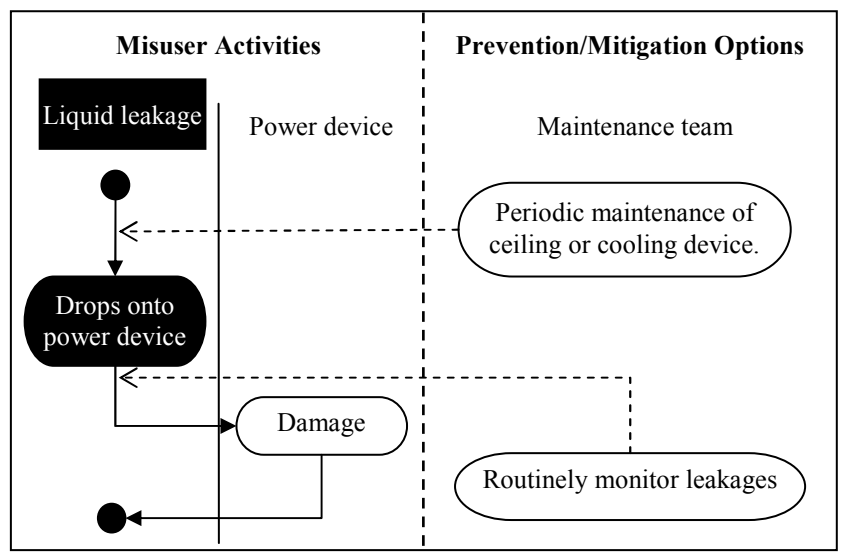 Misuser Activities
Prevention/Mitigation Options
Liquid leakage
Power device
Maintenance team
Periodic maintenance of
ceiling or cooling device.
Drops onto
power device
Damage
Routinely monitor leakages